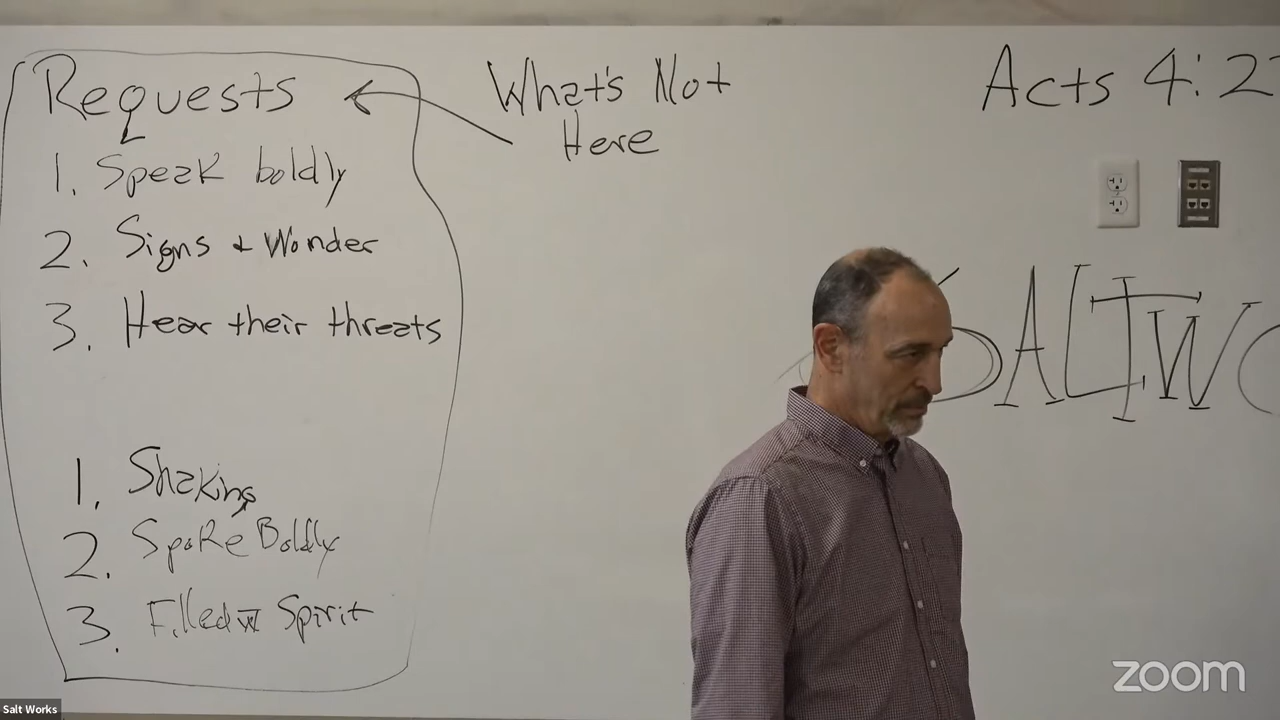 Requests
1. Speak boldly
2. Signs & Wonder
3. Hear their threats
1. Shaking
2. Spoke Boldly
3. Filled w Spirit
What's Not
Here
Acts 4:2
SALTWO
zoom
Salt Works